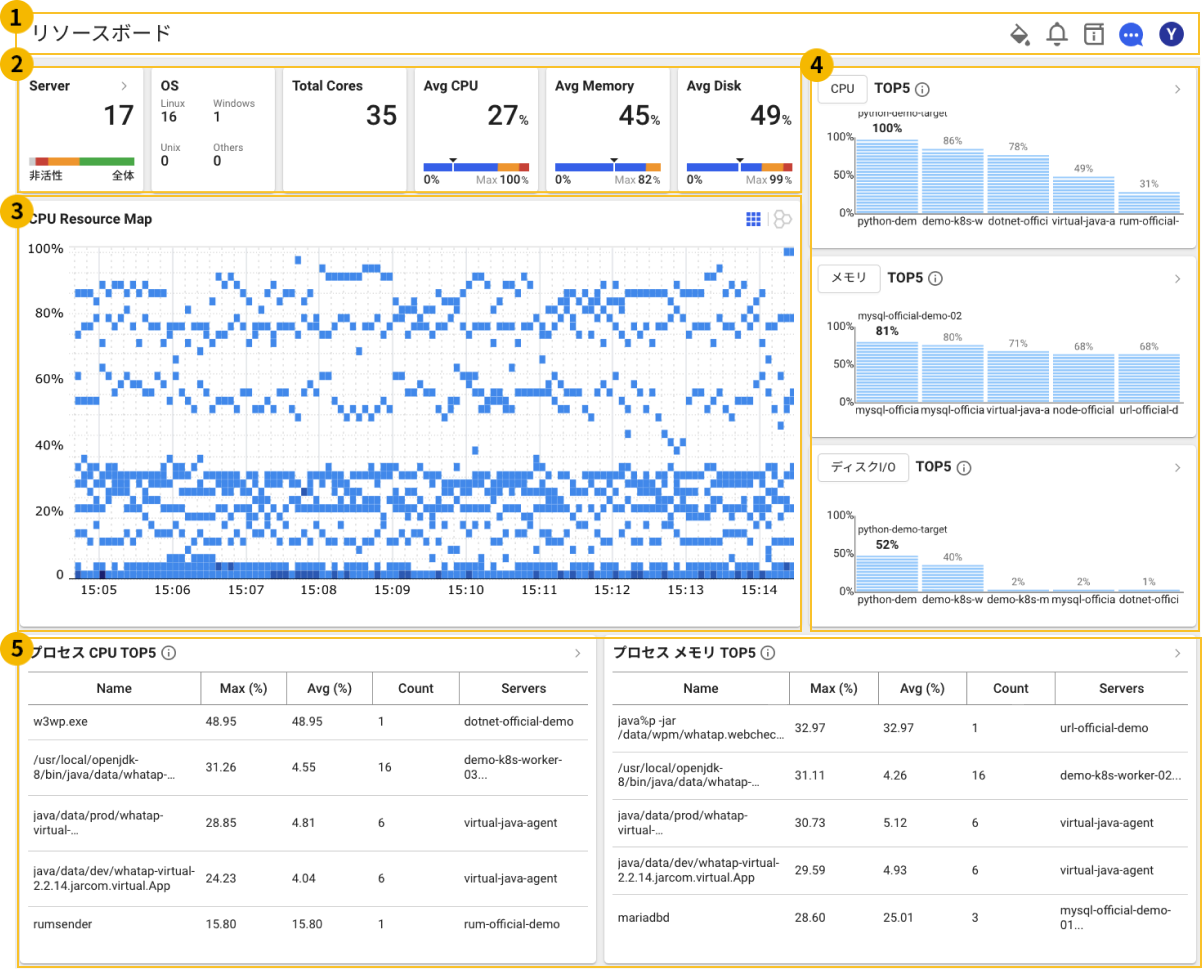 1
リソースボード
Y
2
Server
17
非活性 全体
OS
Linux Windows
16 1
Unix Others
0 0
Total Cores
35
Avg CPU
27%
0% Max 100%
Avg Memory
45%
0% Max 82%
Avg Disk
49%
0% Max 99%
3
CPU Resource Map
100%
80%
60%
40%
20%
0
15:05 15:06 15:07 15:08 15:09 15:10 15:11 15:12 15:13 15:14
4
CPU TOP5
python-demo-target
100%
100% 86% 78% 49% 31%
50%
0%
python-dem demo-k8s-w dotnet-offici virtual-java-a rum-official-
メモリ TOP5
mysql-official-demo-02
100% 81% 80% 71% 68% 68%
50%
0%
mysql-officia mysql-officia virtual-java-a node-official url-official-d
ディスクI/O TOP5
100%
python-demo-target
52%
50% 40% 2% 2% 1%
0%
python-dem demo-k8s-w demo-k8s-m mysql-officia dotnet-offici
5
プロセス CPU TOP5
Name Max (%) Avg (%) Count Servers
w3wp.exe 48.95 48.95 1 dotnet-official-demo
/usr/local/openjdk-
8/bin/java/data/whatap-... 31.26 4.55 16 demo-k8s-worker-
03...
java/data/prod/whatap-
virtual-... 28.85 4.81 6 virtual-java-agent
java/data/dev/whatap-virtual-
2.2.14.jarcom.virtual.App 24.23 4.04 6 virtual-java-agent
rumsender 15.80 15.80 1 rum-official-demo
プロセス メモリ TOP5
Name Max (%) Avg (%) Count Servers
java%p -jar
/data/wpm/whatap.webchec... 32.97 32.97 1 url-official-demo
/usr/local/openjdk-
8/bin/java/data/whatap-... 31.11 4.26 16 demo-k8s-worker-02...
java/data/prod/whatap-
virtual-... 30.73 5.12 6 virtual-java-agent
java/data/dev/whatap-virtual-
2.2.14.jarcom.virtual.App 29.59 4.93 6 virtual-java-agent
mariadbd 28.60 25.01 3 mysql-official-demo-
01...